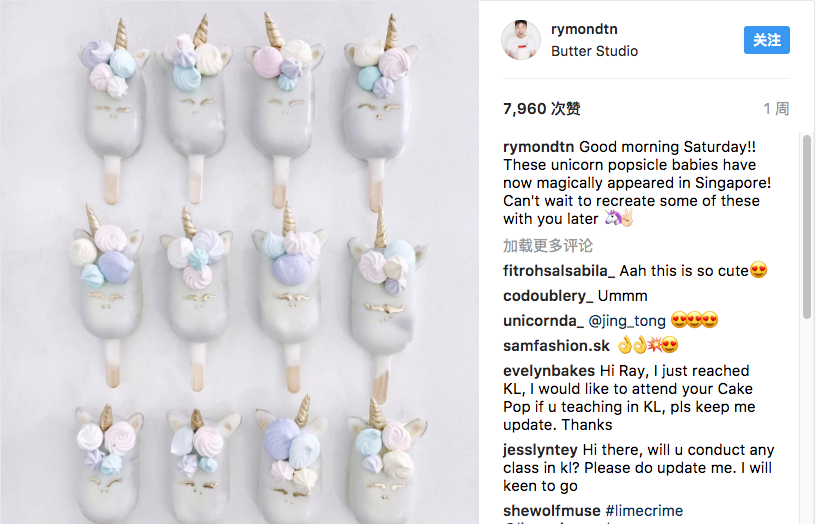 rymondtn
Butter Studio
关注
7,960 次赞
1 周
rymondtn Good morning Saturday!!
These unicorn popsicle babies have
now magically appeared in Singapore!
Can't wait to recreate some of these
with you later 🦄✌🏻
加载更多评论
fitrohsalsabila_ Aah this is so cute😍
codoublery_ Ummm
unicornda_ @jing_tong 😍😍😍
samfashion.sk 👌👌💥😍
evelynbakes Hi Ray, I just reached
KL, I would like to attend your Cake
Pop if u teaching in KL, pls keep me
update. Thanks
jesslyntey Hi there, will u conduct any
class in kl? Please do update me. I will
keen to go
shewolfmuse #limecrime